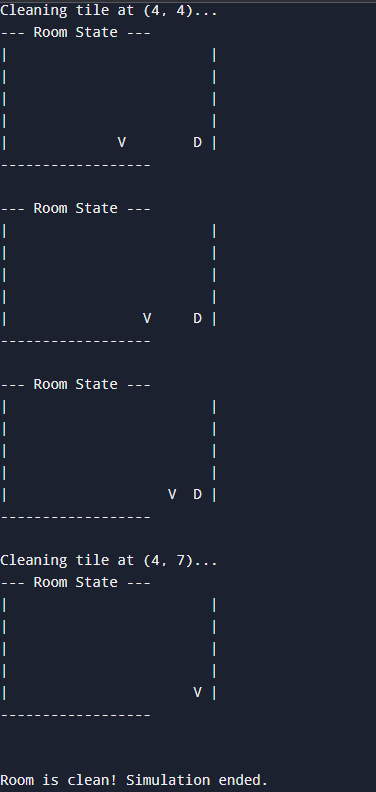 Cleaning tile at (4, 4)...
--- Room State ---
|                        |
|                        |
|                        |
|                        |
|             V        D |
------------------

--- Room State ---
|                        |
|                        |
|                        |
|                        |
|                V     D |
------------------

--- Room State ---
|                        |
|                        |
|                        |
|                        |
|                   V  D |
------------------

Cleaning tile at (4, 7)...
--- Room State ---
|                        |
|                        |
|                        |
|                        |
|                      V |
------------------


Room is clean! Simulation ended.